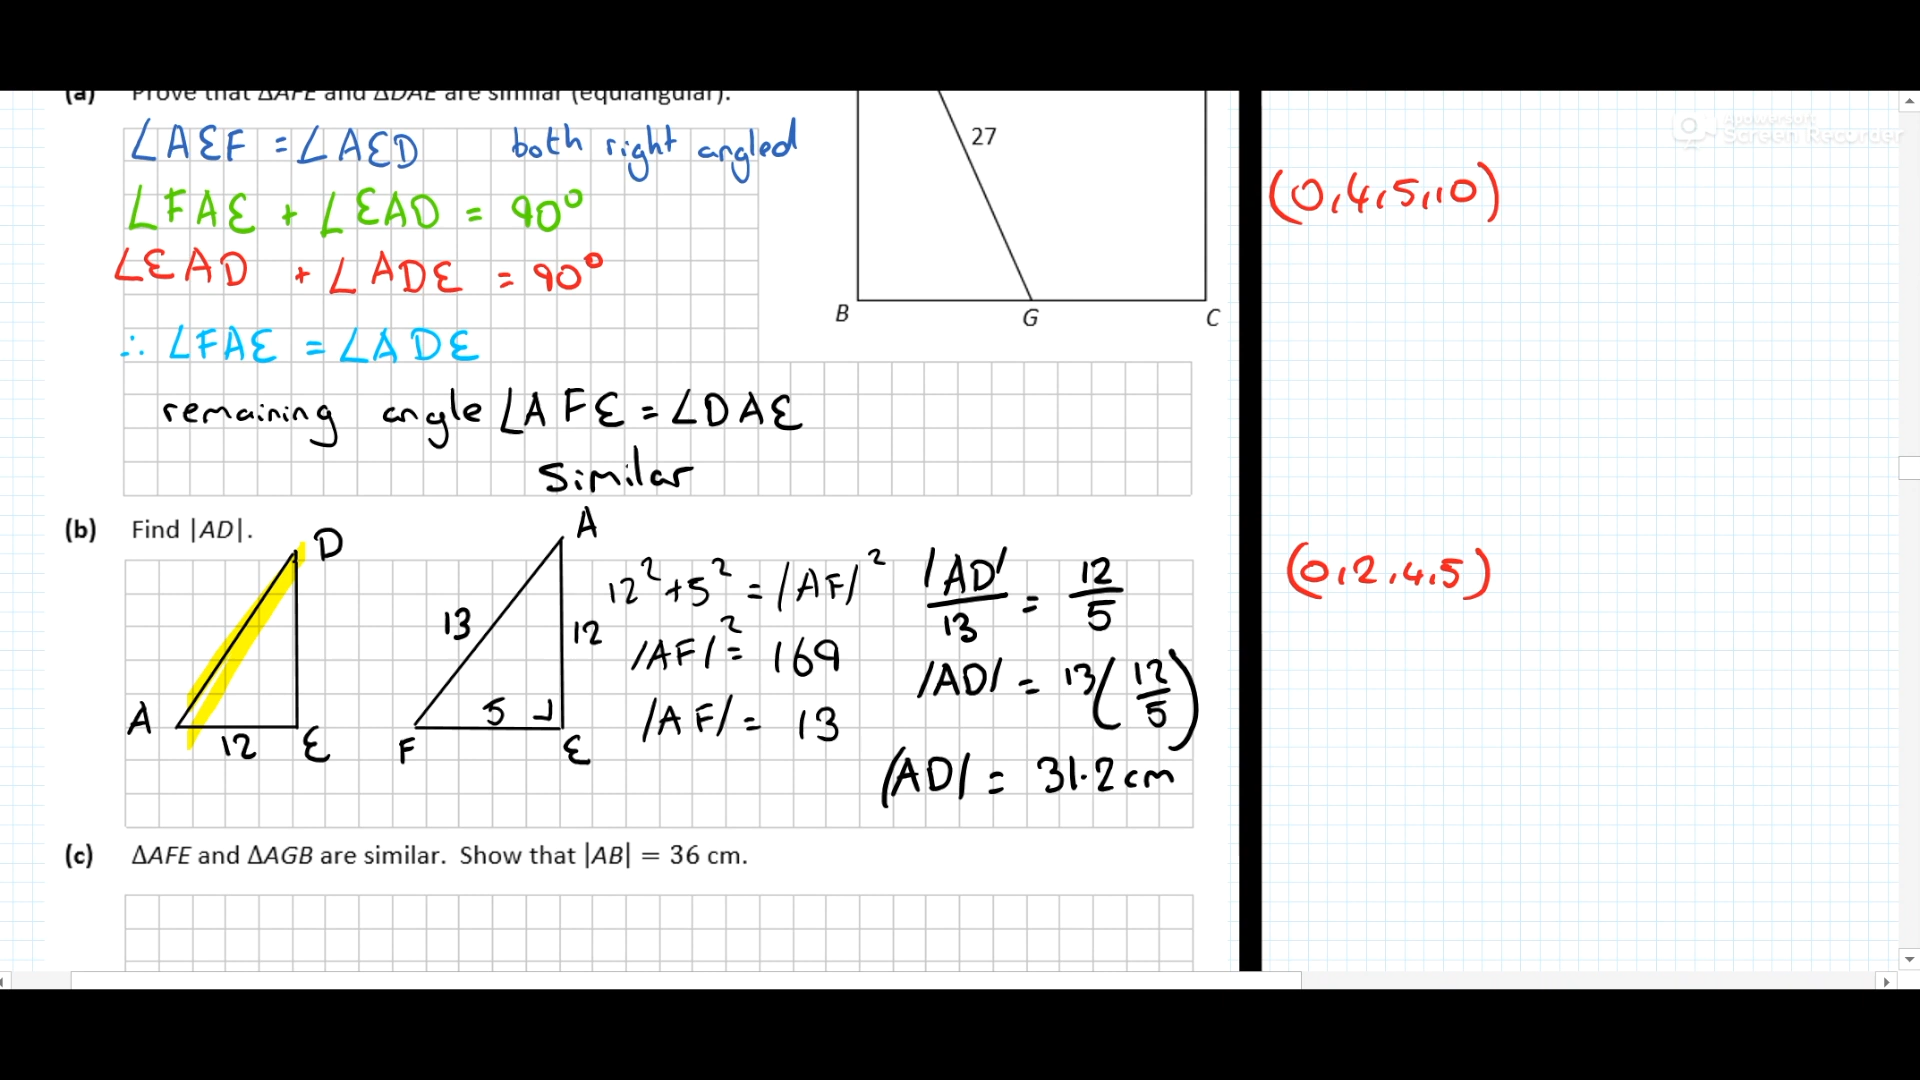 (a) Prove that ΔAFE and ΔDAE are similar (equiangular).
∠AEF = ∠AED both right angled
∠FAE + ∠EAD = 90°
∠EAD + ∠ADE = 90°
∴ ∠FAE = ∠ADE
remaining angle ∠AFE = ∠DAE
Similar
27
B
G
C
(0,4,5,10)
Apowersoft
Screen Recorder
(b) Find |AD|.
D
A
12
E
A
13
12
5
F
E
12² + 5² = |AF|²
|AF|² = 169
|AF| = 13
|AD|/13 = 12/5
|AD| = 13(12/5)
|AD| = 31.2cm
(0,2,4,5)
(c) ΔAFE and ΔAGB are similar. Show that |AB| = 36 cm.